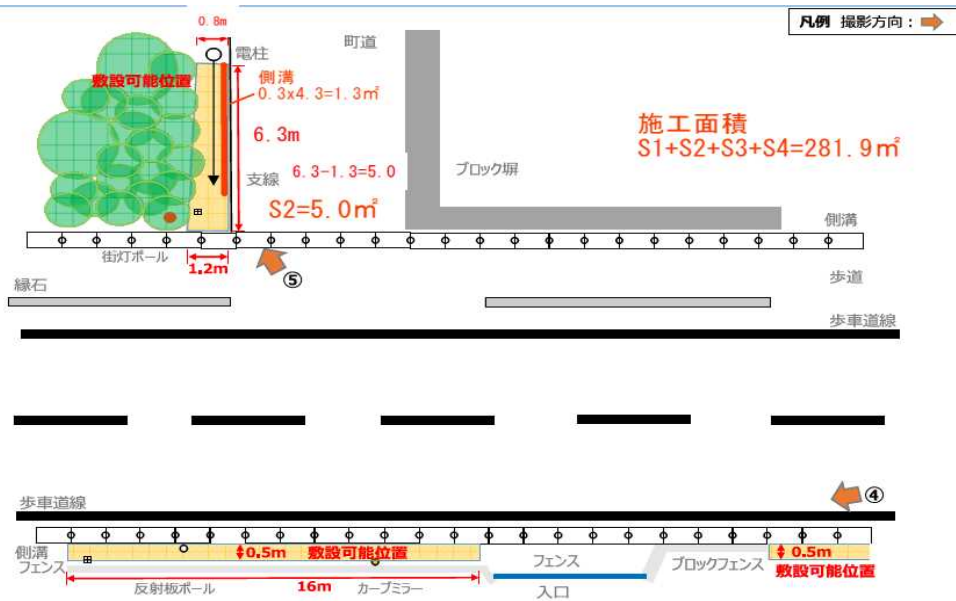 凡例 撮影方向：
0.8m
電柱
町道
敷設可能位置
側溝
0.3x4.3=1.3㎡
6.3m
施工面積
S1+S2+S3+S4=281.9㎡
支線
6.3-1.3=5.0
ブロック塀
S2=5.0㎡
側溝
街灯ポール
1.2m
⑤
歩道
縁石
歩車道線
歩車道線
④
側溝
0.5m
敷設可能位置
フェンス
フェンス
ブロックフェンス
0.5m
敷設可能位置
反射板ポール
16m
カーブミラー
入口